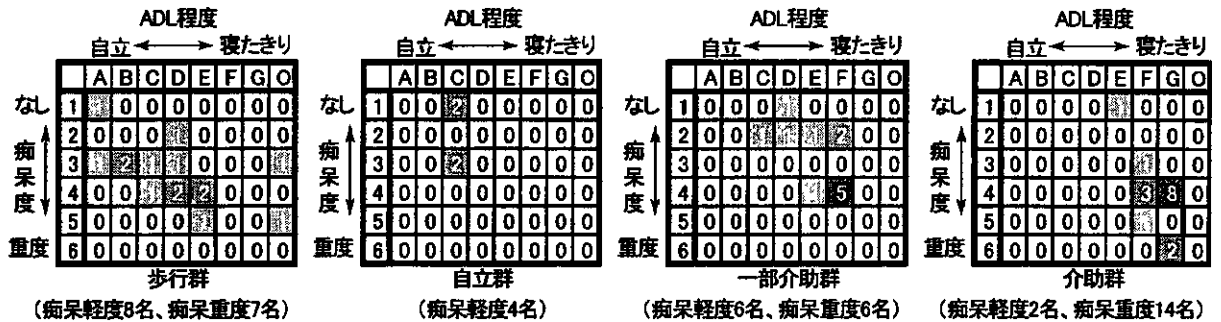 ADL程度
自立 ←→ 寝たきり
A B C D E F G O
なし 1 1 0 0 0 0 0 0 0
2 0 0 0 1 0 0 0 0
痴呆度 3 1 2 1 1 0 0 0 1
4 0 0 1 2 2 0 0 0
5 0 0 0 0 1 0 0 1
重度 6 0 0 0 0 0 0 0 0
歩行群
(痴呆軽度8名、痴呆重度7名)
ADL程度
自立 ←→ 寝たきり
A B C D E F G O
なし 1 0 0 2 0 0 0 0 0
2 0 0 0 0 0 0 0 0
痴呆度 3 0 0 2 0 0 0 0 0
4 0 0 0 0 0 0 0 0
5 0 0 0 0 0 0 0 0
重度 6 0 0 0 0 0 0 0 0
自立群
(痴呆軽度4名)
ADL程度
自立 ←→ 寝たきり
A B C D E F G O
なし 1 0 0 0 1 0 0 0 0
2 0 0 1 1 1 2 0 0
痴呆度 3 0 0 0 0 0 0 0 0
4 0 0 0 0 1 5 0 0
5 0 0 0 0 0 0 0 0
重度 6 0 0 0 0 0 0 0 0
一部介助群
(痴呆軽度6名、痴呆重度6名)
ADL程度
自立 ←→ 寝たきり
A B C D E F G O
なし 1 0 0 0 0 1 0 0 0
2 0 0 0 0 0 0 0 0
痴呆度 3 0 0 0 0 0 1 0 0
4 0 0 0 0 0 3 8 0
5 0 0 0 0 0 1 0 0
重度 6 0 0 0 0 0 0 2 0
介助群
(痴呆軽度2名、痴呆重度14名)